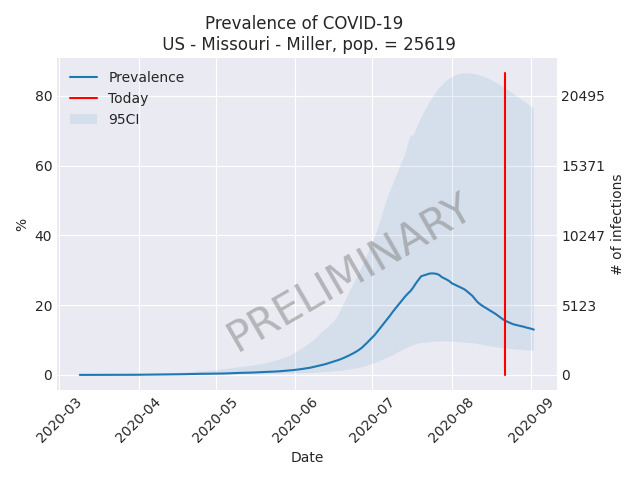 Prevalence of COVID-19
US - Missouri - Miller, pop. = 25619
Prevalence
Today
95CI
80
60
40
20
0
20495
15371
10247
5123
0
%
# of infections
PRELIMINARY
2020-03
2020-04
2020-05
2020-06
2020-07
2020-08
2020-09
Date